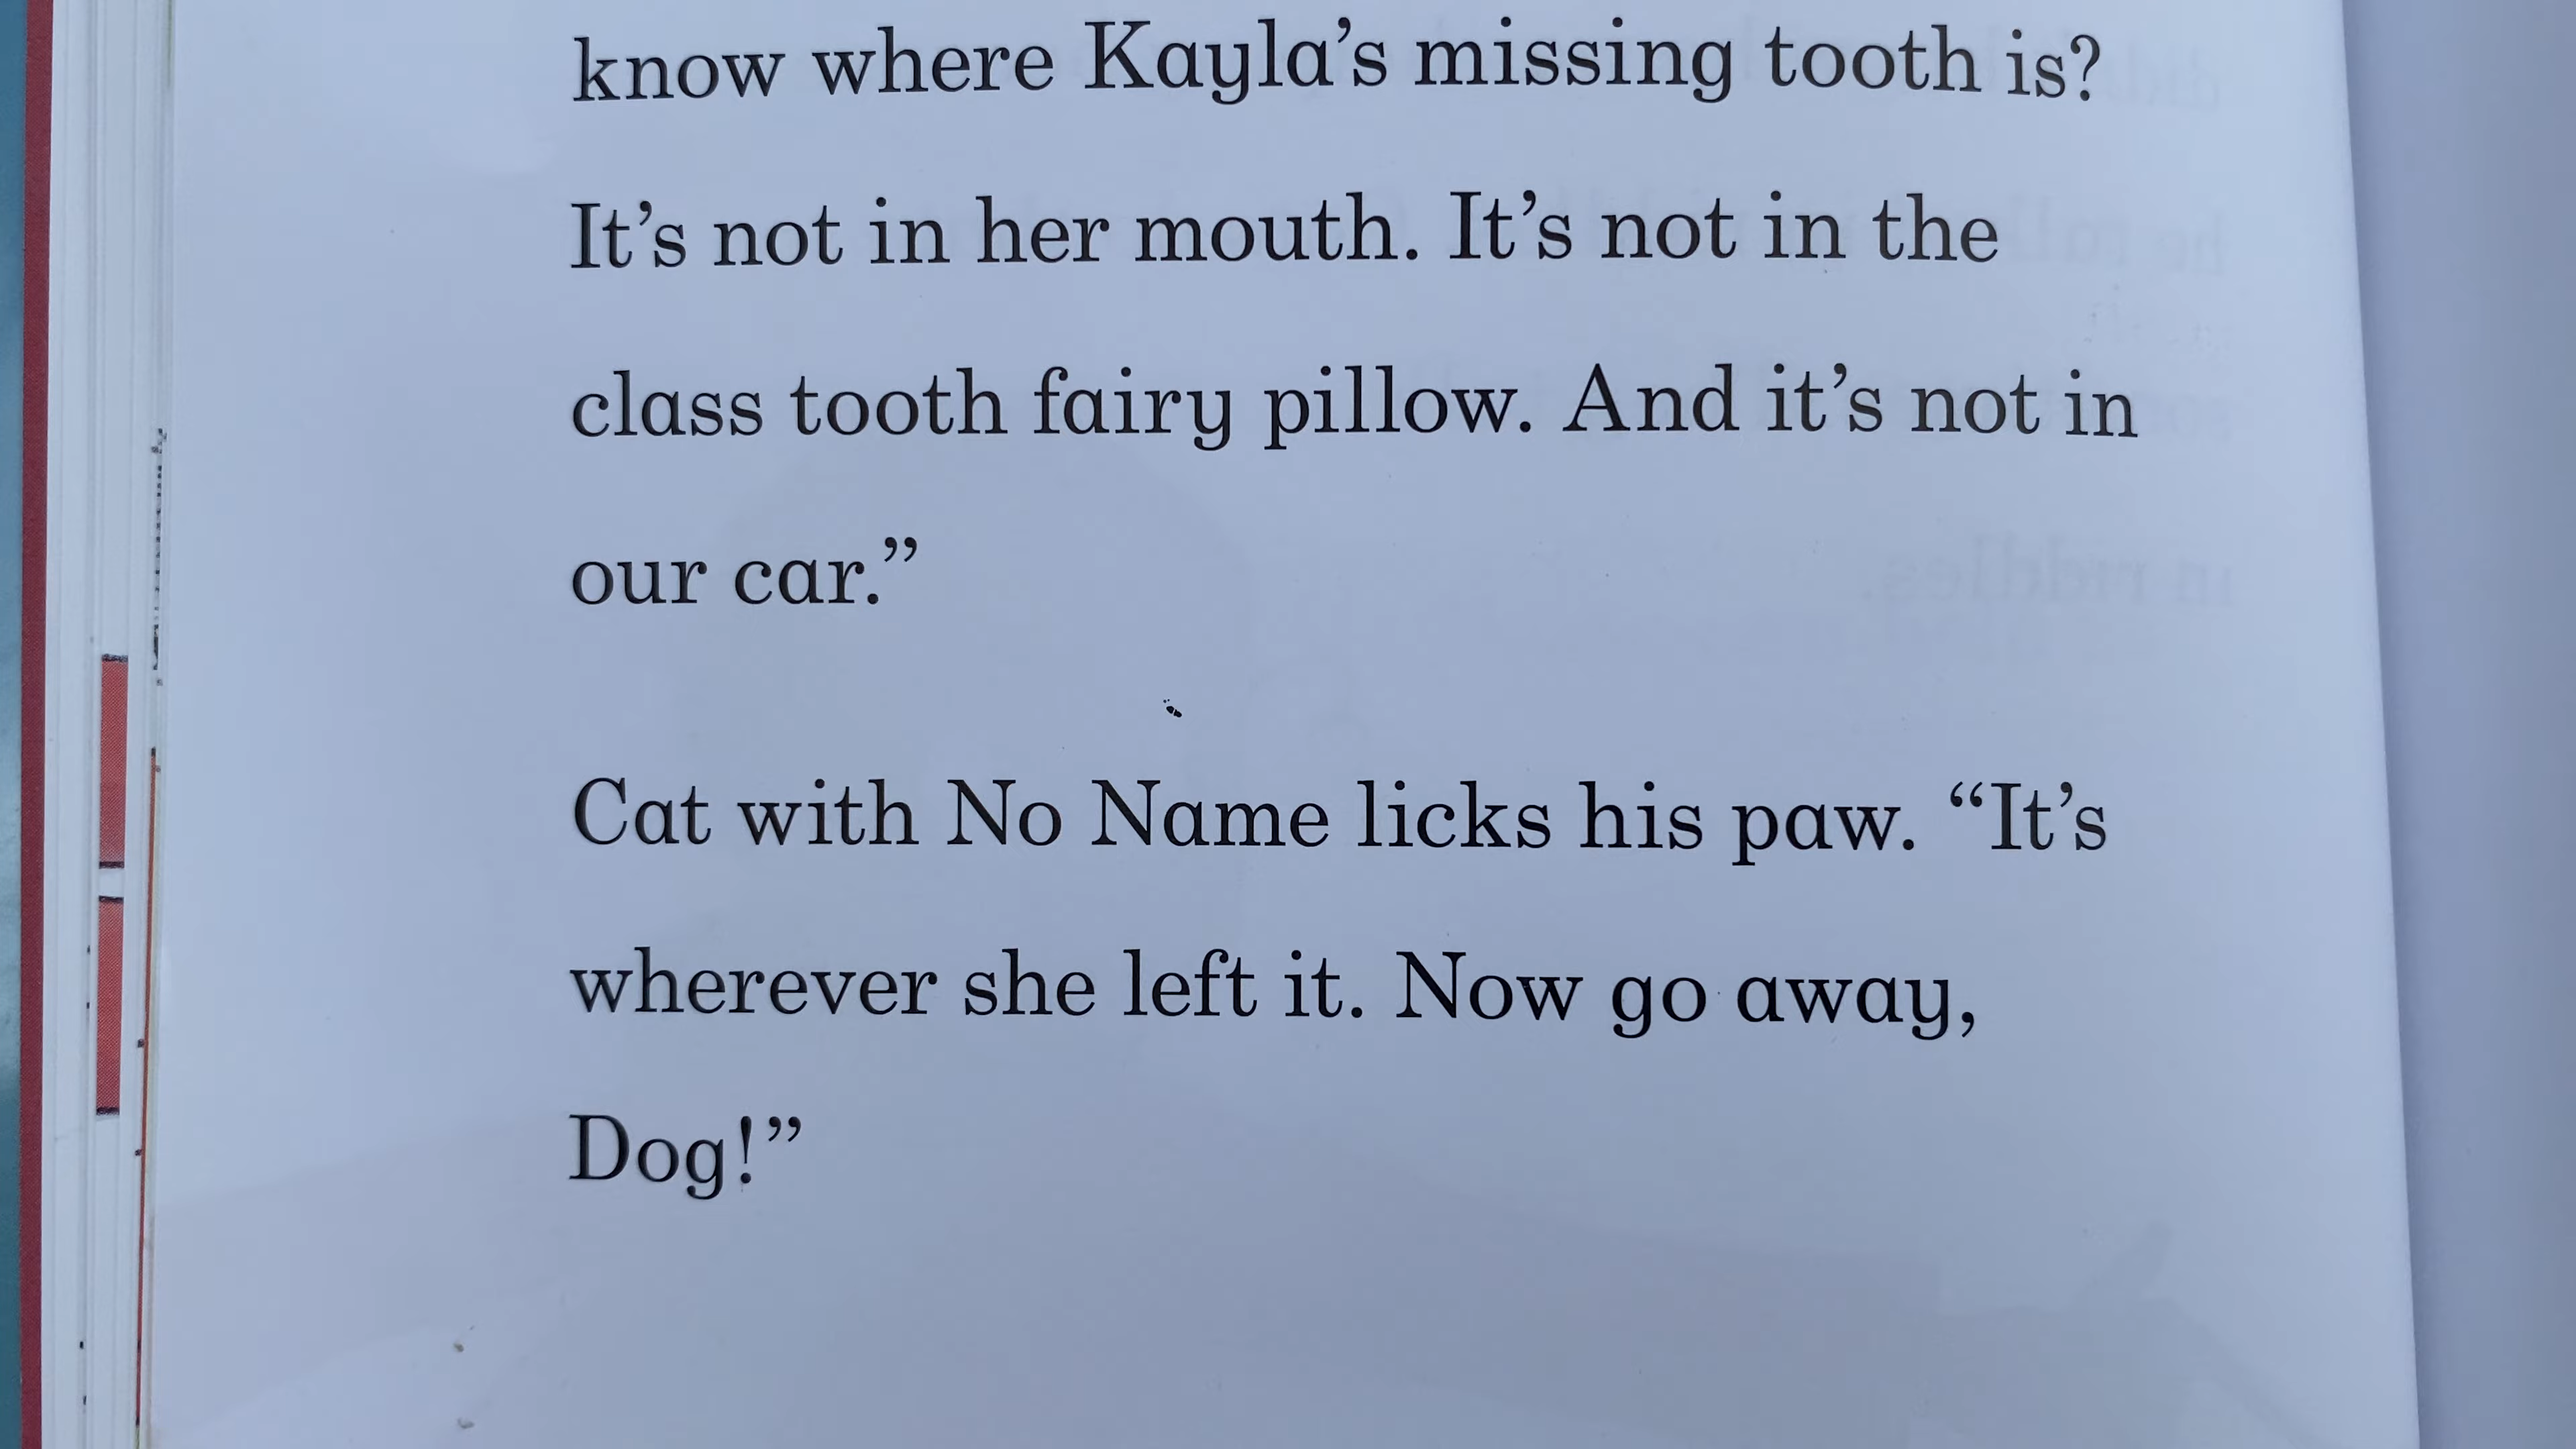 know where Kayla’s missing tooth is?
It’s not in her mouth. It’s not in the
class tooth fairy pillow. And it’s not in
our car.”
Cat with No Name licks his paw. “It’s
wherever she left it. Now go away,
Dog!”